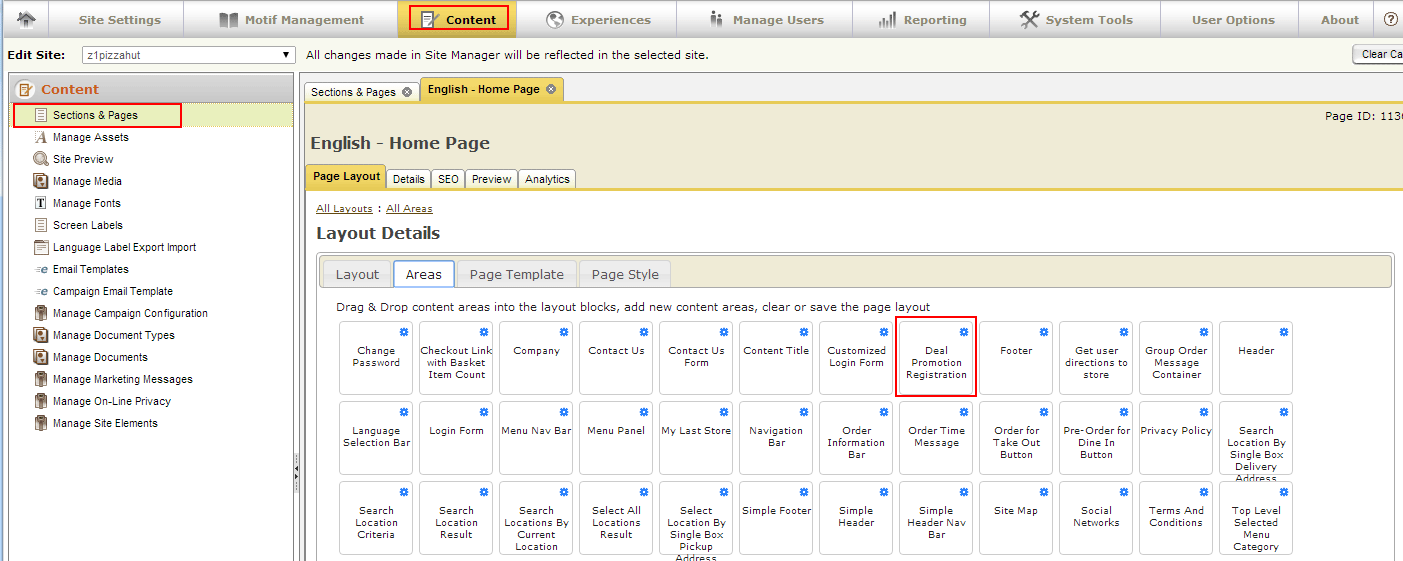 Site Settings Motif Management Content Experiences Manage Users Reporting System Tools User Options About
Edit Site: z1pizzahut All changes made in Site Manager will be reflected in the selected site. Clear Ca
Content
Sections & Pages
Manage Assets
Site Preview
Manage Media
Manage Fonts
Screen Labels
Language Label Export Import
Email Templates
Campaign Email Template
Manage Campaign Configuration
Manage Document Types
Manage Documents
Manage Marketing Messages
Manage On-Line Privacy
Manage Site Elements
Sections & Pages English - Home Page
Page ID: 113
English - Home Page
Page Layout Details SEO Preview Analytics
All Layouts : All Areas
Layout Details
Layout Areas Page Template Page Style
Drag & Drop content areas into the layout blocks, add new content areas, clear or save the page layout
Change
Password
Checkout Link
with Basket
Item Count
Company
Contact Us
Contact Us
Form
Content Title
Customized
Login Form
Deal
Promotion
Registration
Footer
Get user
directions to
store
Group Order
Message
Container
Header
Language
Selection Bar
Login Form
Menu Nav Bar
Menu Panel
My Last Store
Navigation
Bar
Order
Information
Bar
Order Time
Message
Order for
Take Out
Button
Pre-Order for
Dine In
Button
Privacy Policy
Search
Location By
Single Box
Delivery
Address
Search
Location
Criteria
Search
Location
Result
Search
Locations By
Current
Location
Select All
Locations
Result
Select
Location By
Single Box
Pickup
Address
Simple Footer
Simple
Header
Simple
Header Nav
Bar
Site Map
Social
Networks
Terms And
Conditions
Top Level
Selected
Menu
Category